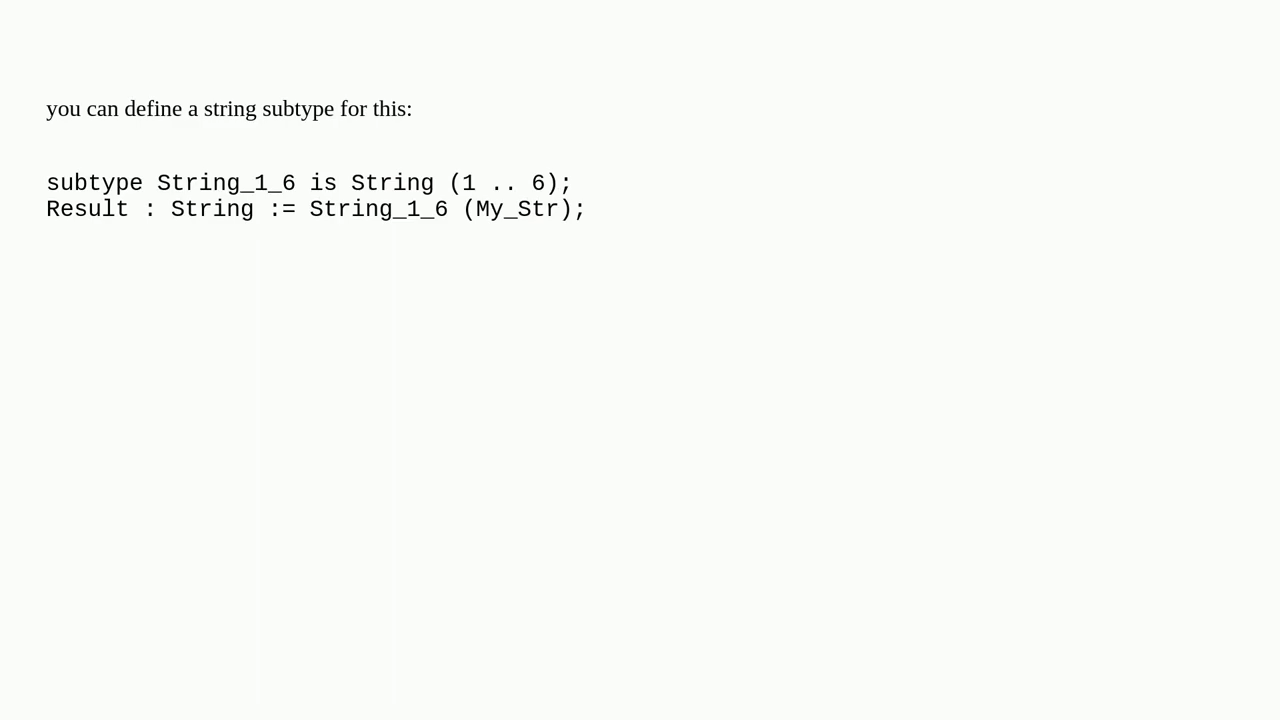 you can define a string subtype for this:
subtype String_1_6 is String (1 .. 6);
Result : String := String_1_6 (My_Str);